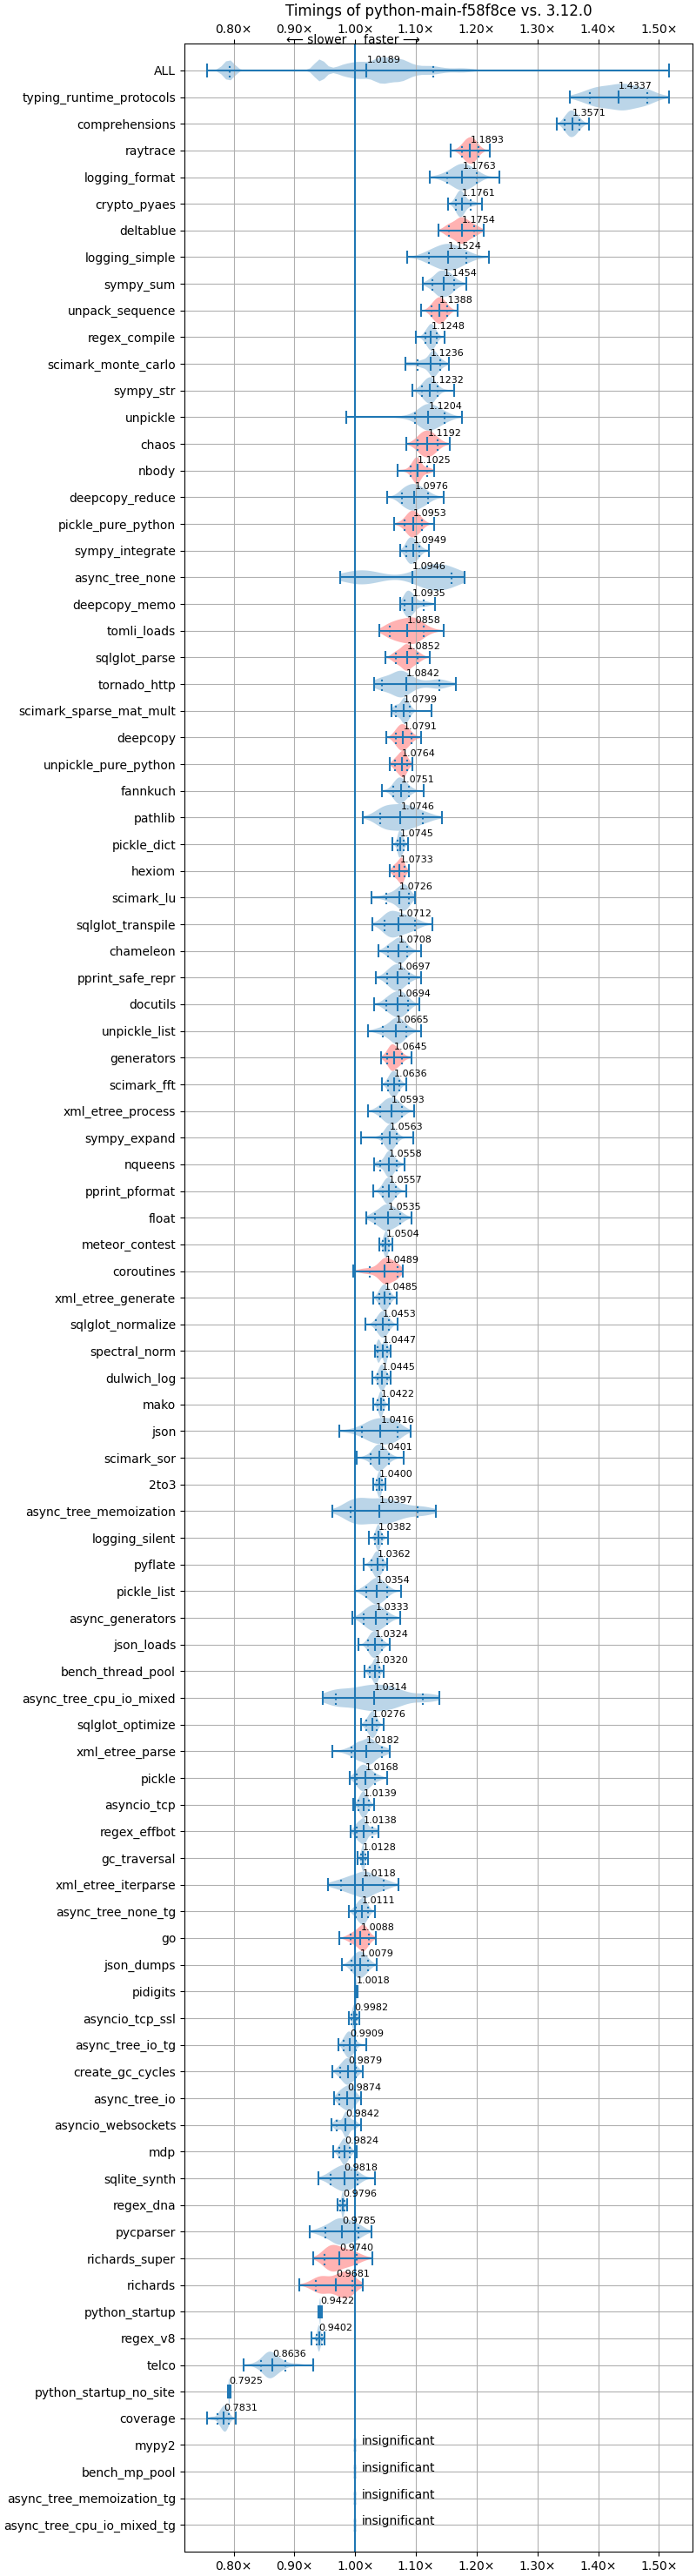 Timings of python-main-f58f8ce vs. 3.12.0
0.80× 0.90× 1.00× 1.10× 1.20× 1.30× 1.40× 1.50×
⟵ slower faster ⟶
ALL 1.0189
typing_runtime_protocols 1.4337
comprehensions 1.3571
raytrace 1.1893
logging_format 1.1763
crypto_pyaes 1.1761
deltablue 1.1754
logging_simple 1.1524
sympy_sum 1.1454
unpack_sequence 1.1388
regex_compile 1.1248
scimark_monte_carlo 1.1236
sympy_str 1.1232
unpickle 1.1204
chaos 1.1192
nbody 1.1025
deepcopy_reduce 1.0976
pickle_pure_python 1.0953
sympy_integrate 1.0949
async_tree_none 1.0946
deepcopy_memo 1.0935
tomli_loads 1.0858
sqlglot_parse 1.0852
tornado_http 1.0842
scimark_sparse_mat_mult 1.0799
deepcopy 1.0791
unpickle_pure_python 1.0764
fannkuch 1.0751
pathlib 1.0746
pickle_dict 1.0745
hexiom 1.0733
scimark_lu 1.0726
sqlglot_transpile 1.0712
chameleon 1.0708
pprint_safe_repr 1.0697
docutils 1.0694
unpickle_list 1.0665
generators 1.0645
scimark_fft 1.0636
xml_etree_process 1.0593
sympy_expand 1.0563
nqueens 1.0558
pprint_pformat 1.0557
float 1.0535
meteor_contest 1.0504
coroutines 1.0489
xml_etree_generate 1.0485
sqlglot_normalize 1.0453
spectral_norm 1.0447
dulwich_log 1.0445
mako 1.0422
json 1.0416
scimark_sor 1.0401
2to3 1.0400
async_tree_memoization 1.0397
logging_silent 1.0382
pyflate 1.0362
pickle_list 1.0354
async_generators 1.0333
json_loads 1.0324
bench_thread_pool 1.0320
async_tree_cpu_io_mixed 1.0314
sqlglot_optimize 1.0276
xml_etree_parse 1.0182
pickle 1.0168
asyncio_tcp 1.0139
regex_effbot 1.0138
gc_traversal 1.0128
xml_etree_iterparse 1.0118
async_tree_none_tg 1.0111
go 1.0088
json_dumps 1.0079
pidigits 1.0018
asyncio_tcp_ssl 0.9982
async_tree_io_tg 0.9909
create_gc_cycles 0.9879
async_tree_io 0.9874
asyncio_websockets 0.9842
mdp 0.9824
sqlite_synth 0.9818
regex_dna 0.9796
pycparser 0.9785
richards_super 0.9740
richards 0.9681
python_startup 0.9422
regex_v8 0.9402
telco 0.8636
python_startup_no_site 0.7925
coverage 0.7831
mypy2 insignificant
bench_mp_pool insignificant
async_tree_memoization_tg insignificant
async_tree_cpu_io_mixed_tg insignificant
0.80× 0.90× 1.00× 1.10× 1.20× 1.30× 1.40× 1.50×